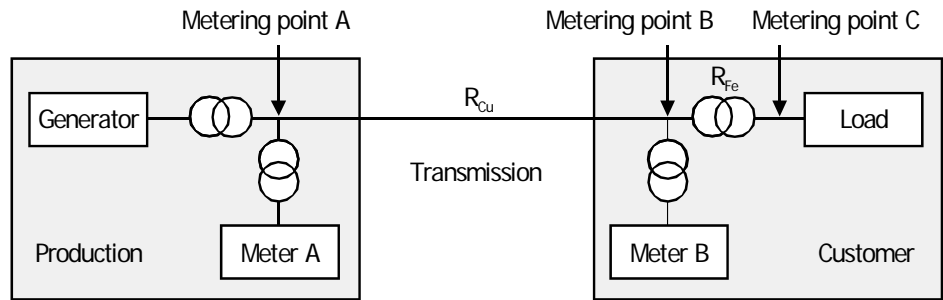 Metering point A
Metering point B
Metering point C
Generator
R_Cu
R_Fe
Load
Transmission
Production
Meter A
Meter B
Customer